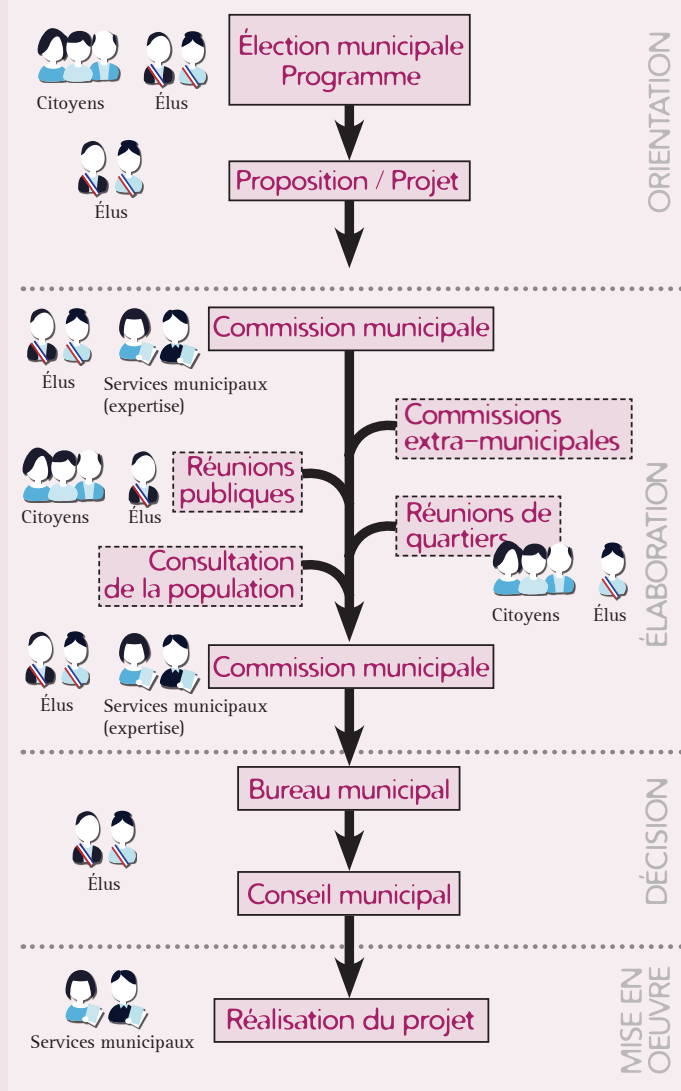 Élection municipale
Programme
Citoyens
Élus
ORIENTATION
Proposition / Projet
Élus
Commission municipale
Élus
Services municipaux
(expertise)
Commissions
extra-municipales
Réunions
publiques
Citoyens
Élus
Réunions de
quartiers
Citoyens
Élus
Consultation
de la population
ÉLABORATION
Commission municipale
Élus
Services municipaux
(expertise)
Bureau municipal
DÉCISION
Élus
Conseil municipal
Réalisation du projet
Services municipaux
MISE EN
OEUVRE